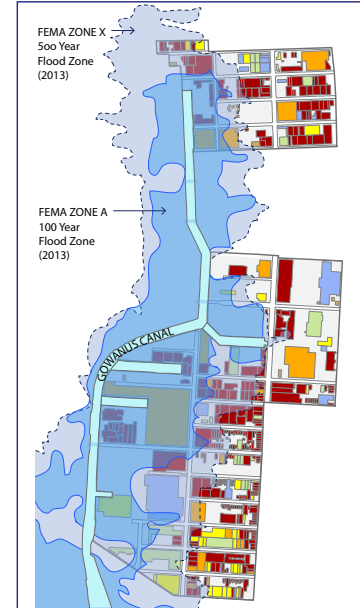 FEMA ZONE X
5oo Year
Flood Zone
(2013)
FEMA ZONE A
100 Year
Flood Zone
(2013)
GOWANUS CANAL